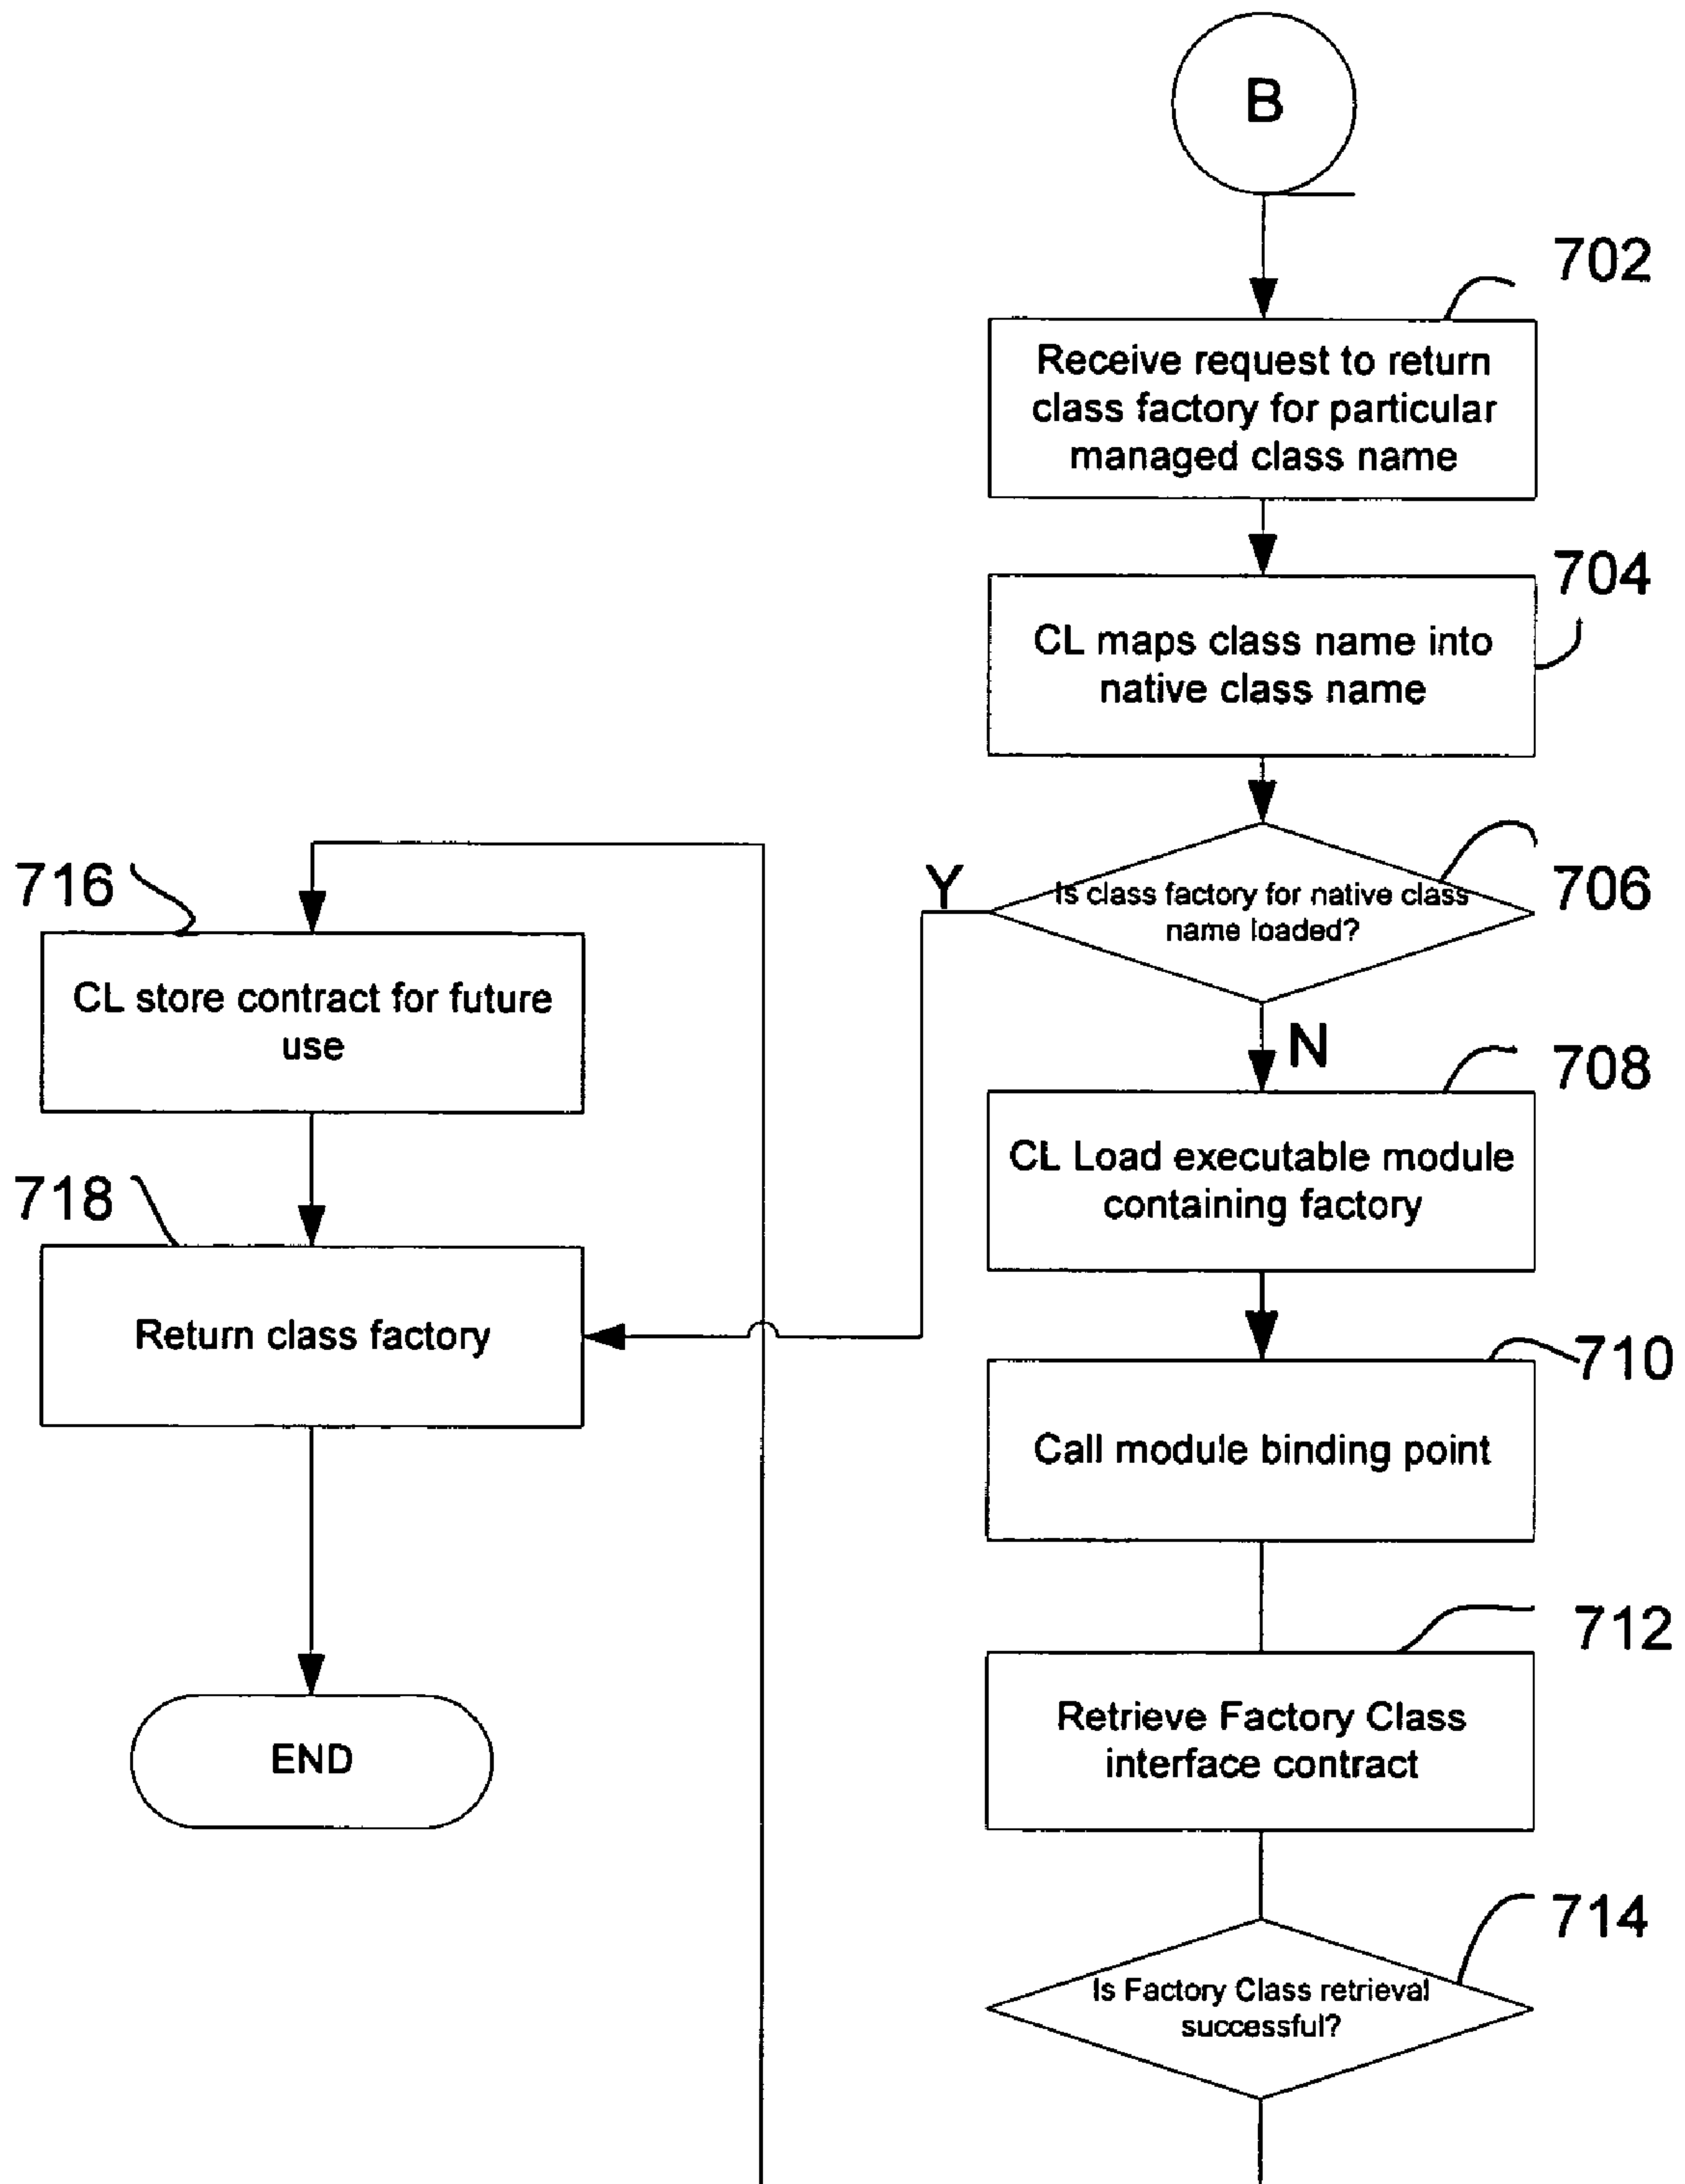 B
702
Receive request to return
class factory for particular
managed class name
704
CL maps class name into
native class name
706
Y
Is class factory for native class
name loaded?
N
708
CL Load executable module
containing factory
710
Call module binding point
712
Retrieve Factory Class
interface contract
714
Is Factory Class retrieval
successful?
716
CL store contract for future
use
718
Return class factory
END